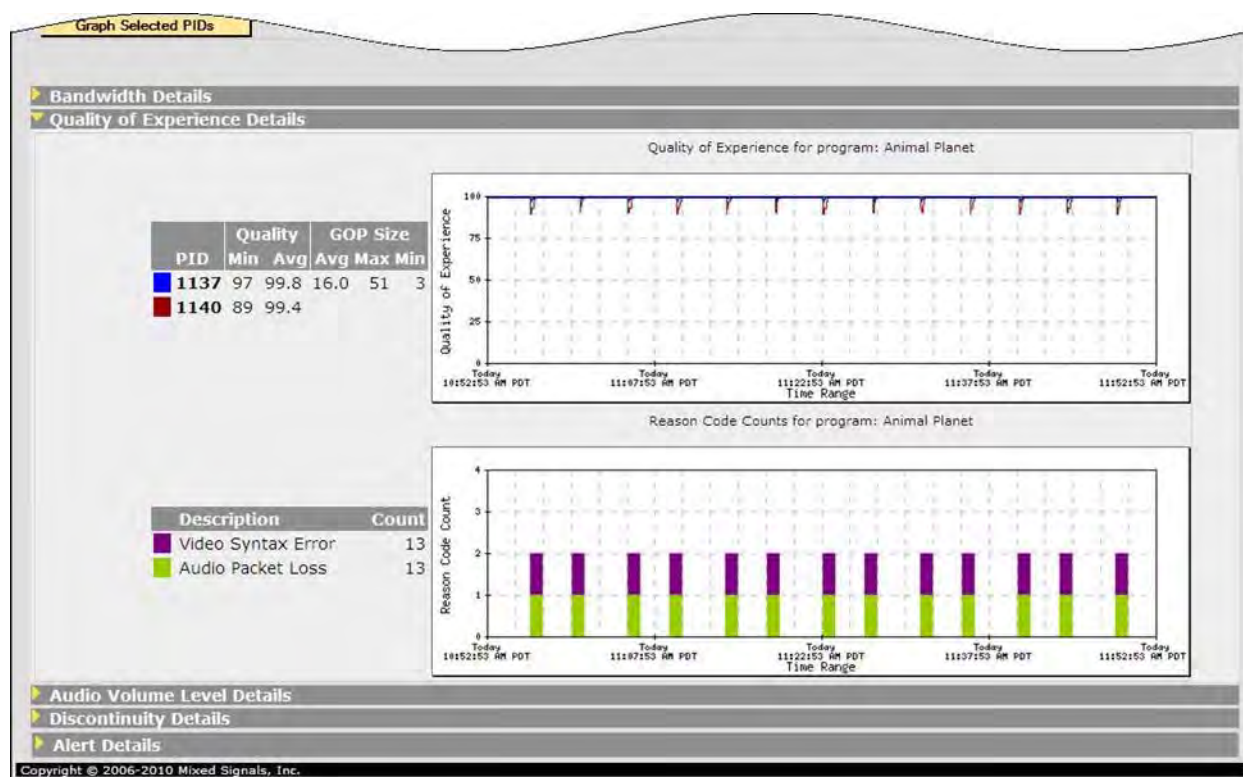 Graph Selected PIDs
Bandwidth Details
Quality of Experience Details
Quality of Experience for program: Animal Planet
Quality GOP Size
PID Min Avg Avg Max Min
1137 97 99.8 16.0 51 3
1140 89 99.4
Quality of Experience
100
75
50
25
0
Today Today Today Today Today
10:52:53 AM PDT 11:07:53 AM PDT 11:22:53 AM PDT 11:37:53 AM PDT 11:52:53 AM PDT
Time Range
Reason Code Counts for program: Animal Planet
Description Count
Video Syntax Error 13
Audio Packet Loss 13
Reason Code Count
4
3
2
1
0
Today Today Today Today Today
10:52:53 AM PDT 11:07:53 AM PDT 11:22:53 AM PDT 11:37:53 AM PDT 11:52:53 AM PDT
Time Range
Audio Volume Level Details
Discontinuity Details
Alert Details
Copyright © 2006-2010 Mixed Signals, Inc.